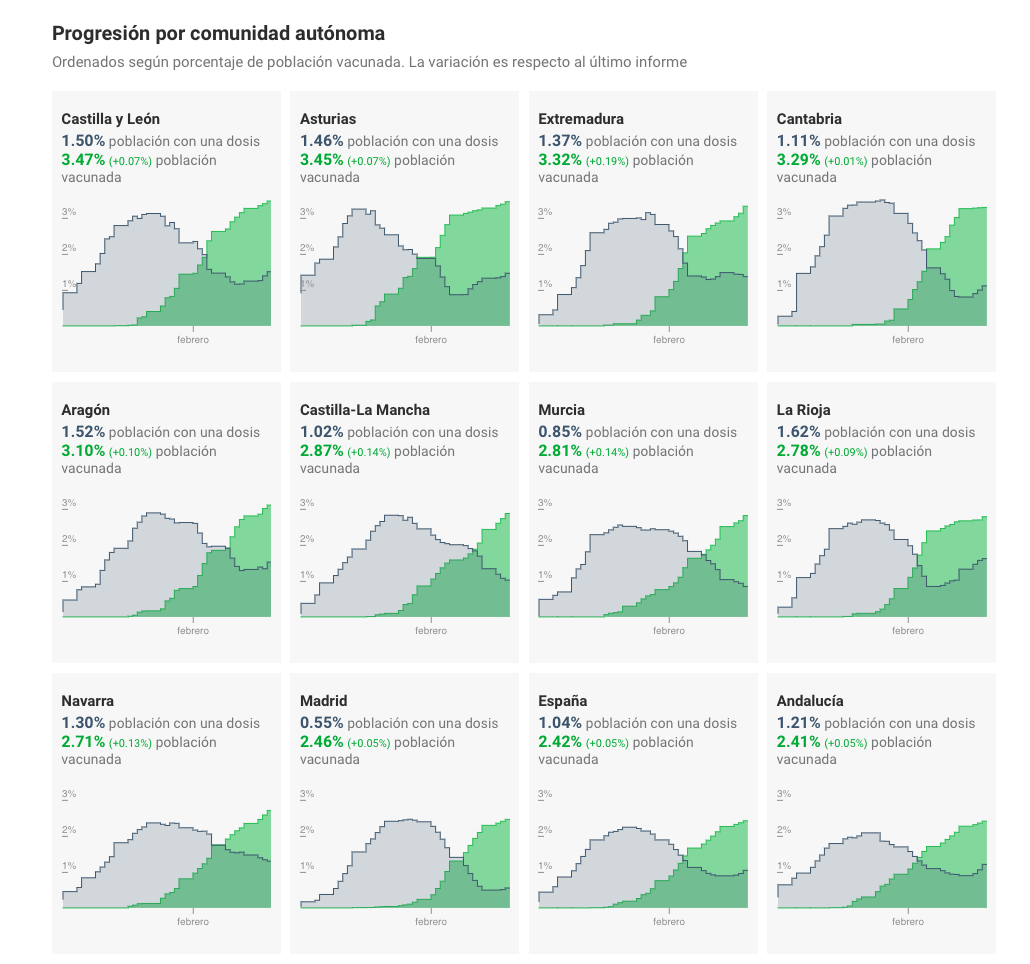 Progresión por comunidad autónoma
Ordenados según porcentaje de población vacunada. La variación es respecto al último informe
Castilla y León
1.50% población con una dosis
3.47% (+0.07%) población
vacunada
3%
2%
1%
febrero
Asturias
1.46% población con una dosis
3.45% (+0.07%) población
vacunada
3%
2%
1%
febrero
Extremadura
1.37% población con una dosis
3.32% (+0.19%) población
vacunada
3%
2%
1%
febrero
Cantabria
1.11% población con una dosis
3.29% (+0.01%) población
vacunada
3%
2%
1%
febrero
Aragón
1.52% población con una dosis
3.10% (+0.10%) población
vacunada
3%
2%
1%
febrero
Castilla-La Mancha
1.02% población con una dosis
2.87% (+0.14%) población
vacunada
3%
2%
1%
febrero
Murcia
0.85% población con una dosis
2.81% (+0.14%) población
vacunada
3%
2%
1%
febrero
La Rioja
1.62% población con una dosis
2.78% (+0.09%) población
vacunada
3%
2%
1%
febrero
Navarra
1.30% población con una dosis
2.71% (+0.13%) población
vacunada
3%
2%
1%
febrero
Madrid
0.55% población con una dosis
2.46% (+0.05%) población
vacunada
3%
2%
1%
febrero
España
1.04% población con una dosis
2.42% (+0.05%) población
vacunada
3%
2%
1%
febrero
Andalucía
1.21% población con una dosis
2.41% (+0.05%) población
vacunada
3%
2%
1%
febrero